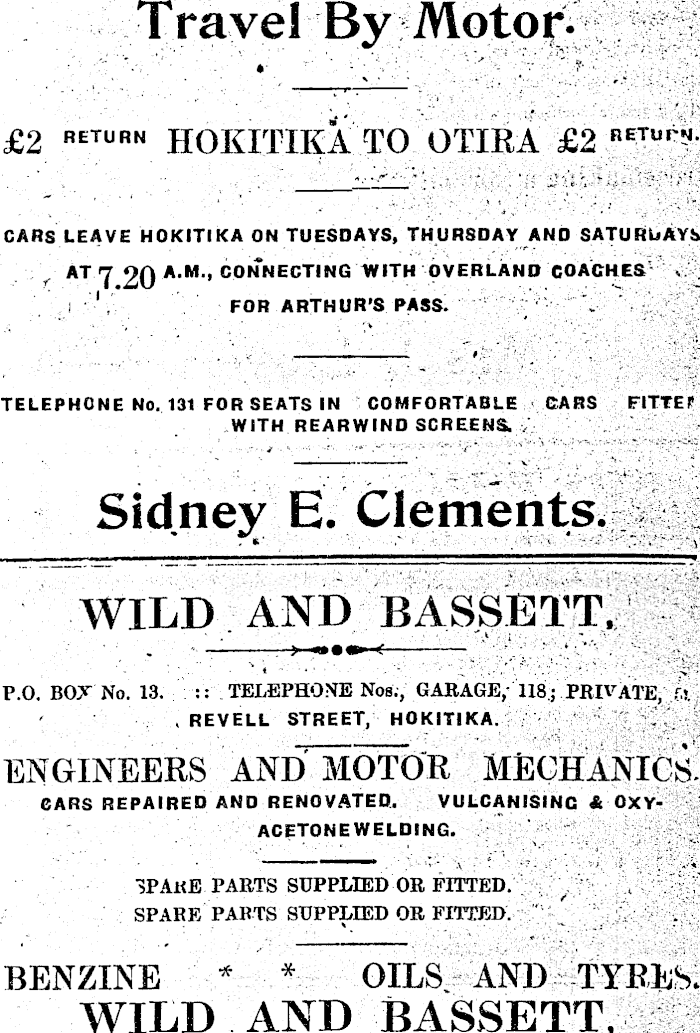 Travel By Motor.
£2 RETURN HOKITIKA TO OTIRA £2 RETURN.
CARS LEAVE HOKITIKA ON TUESDAYS, THURSDAY AND SATURDAYS
AT 7.20 A.M., CONNECTING WITH OVERLAND COACHES
FOR ARTHUR'S PASS.
TELEPHONE No. 131 FOR SEATS IN COMFORTABLE CARS FITTED
WITH REARWIND SCREENS.
Sidney E. Clements.
WILD AND BASSETT.
P.O. BOX No. 13. :: TELEPHONE Nos., GARAGE, 118; PRIVATE,
REVELL STREET, HOKITIKA.
ENGINEERS AND MOTOR MECHANICS.
CARS REPAIRED AND RENOVATED. VULCANISING & OXY-
ACETONE WELDING.
SPARE PARTS SUPPLIED OR FITTED.
SPARE PARTS SUPPLIED OR FITTED.
BENZINE * * OILS AND TYRES.
WILD AND BASSETT.